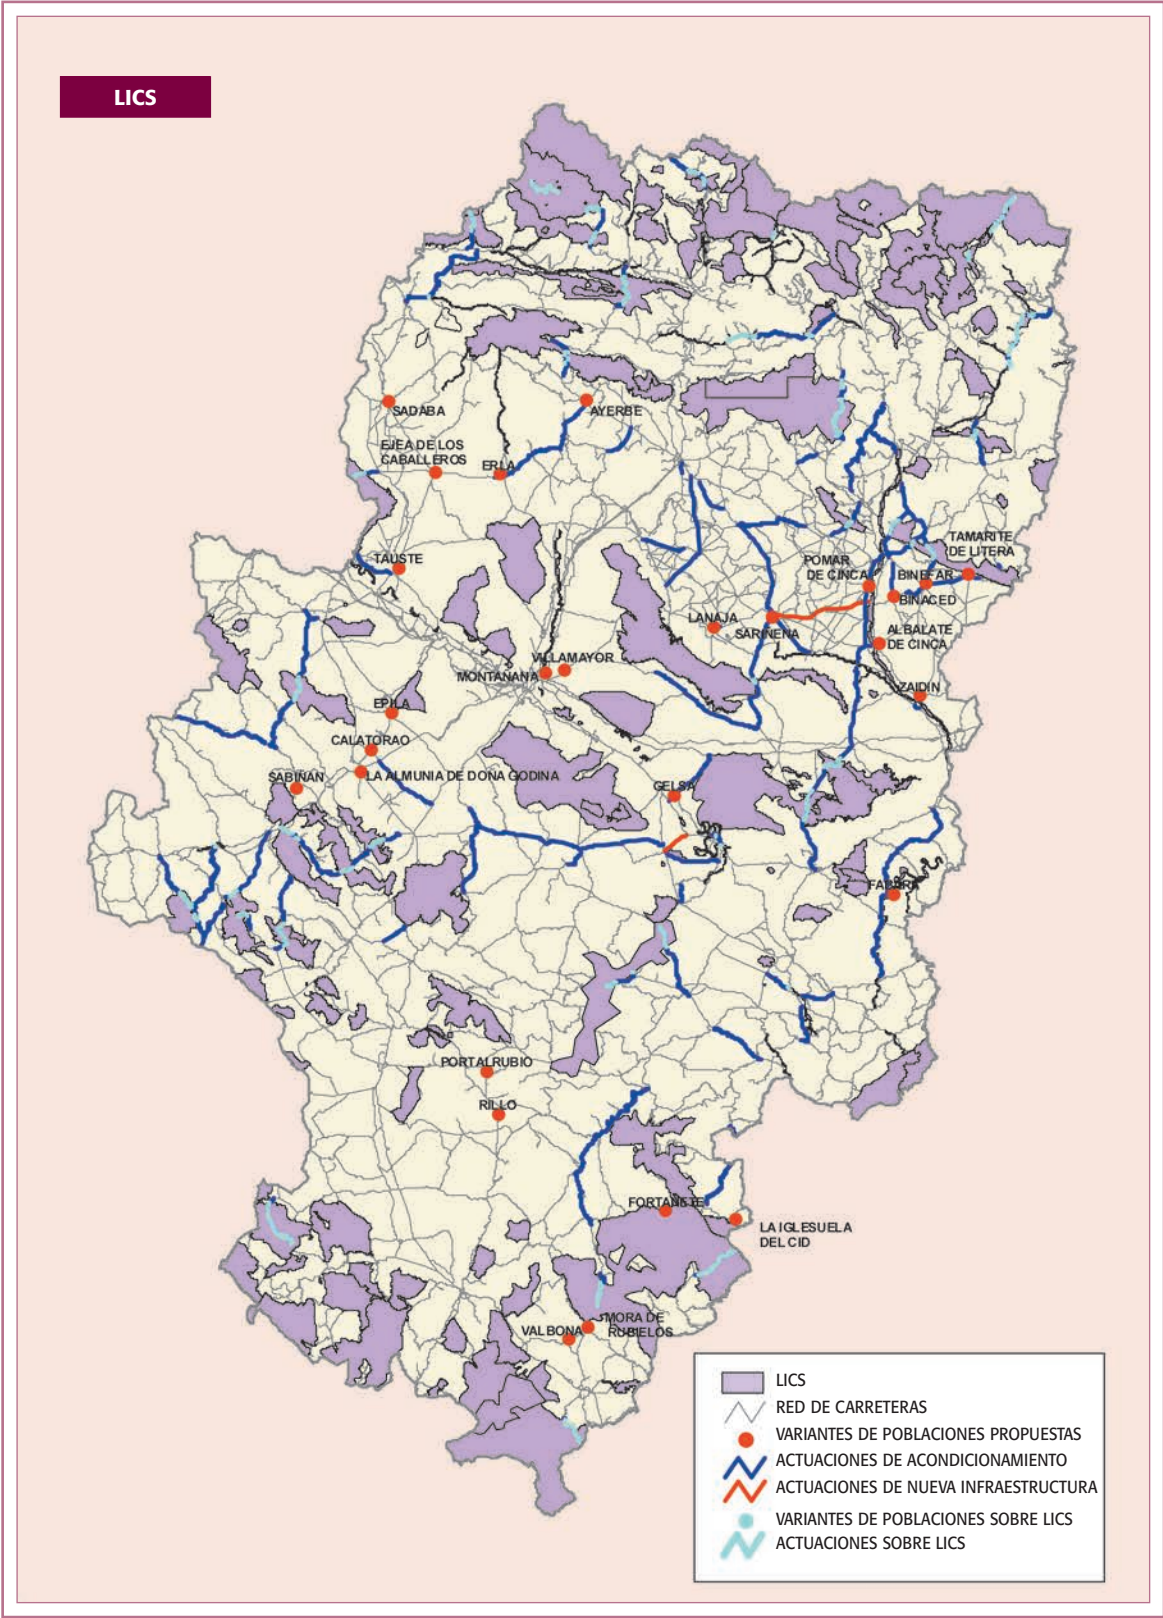 LICS
SADABA
AYERBE
EJEA DE LOS
CABALLEROS
ERLA
TAUSTE
TAMARITE
DE LITERA
POMAR
DE CINCA
BINEFAR
BINACED
LANAJA
SARIÑENA
ALBALATE
DE CINCA
VILLAMAYOR
MONTAÑANA
ZAIDIN
EPILA
CALATORAO
SABIÑAN
LA ALMUNIA DE DOÑA GODINA
GELSA
FABARA
PORTALRUBIO
RILLO
FORTANETE
LA IGLESUELA
DEL CID
MORA DE
RUBIELOS
VALBONA
LICS
RED DE CARRETERAS
VARIANTES DE POBLACIONES PROPUESTAS
ACTUACIONES DE ACONDICIONAMIENTO
ACTUACIONES DE NUEVA INFRAESTRUCTURA
VARIANTES DE POBLACIONES SOBRE LICS
ACTUACIONES SOBRE LICS